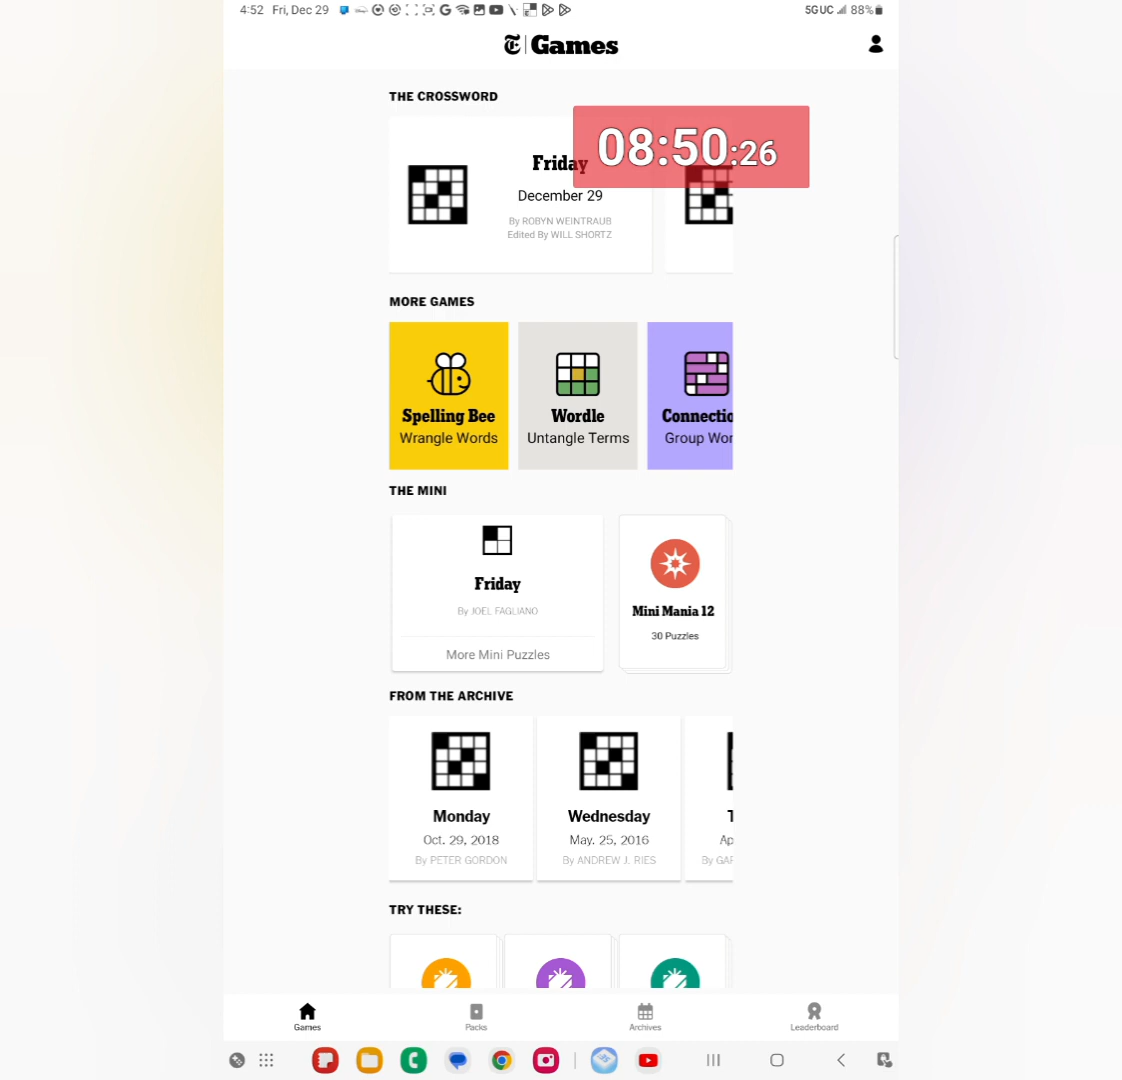 4:52 Fri, Dec 29
5G UC 88%
Games
THE CROSSWORD
08:50:26
Friday
December 29
By ROBYN WEINTRAUB
Edited By WILL SHORTZ
MORE GAMES
Spelling Bee
Wrangle Words
Wordle
Untangle Terms
Connectio
Group Wor
THE MINI
Friday
By JOEL FAGLIANO
More Mini Puzzles
Mini Mania 12
30 Puzzles
FROM THE ARCHIVE
Monday
Oct. 29, 2018
By PETER GORDON
Wednesday
May. 25, 2016
By ANDREW J. RIES
T
Ap
By GAR
TRY THESE:
Games
Packs
Archives
Leaderboard